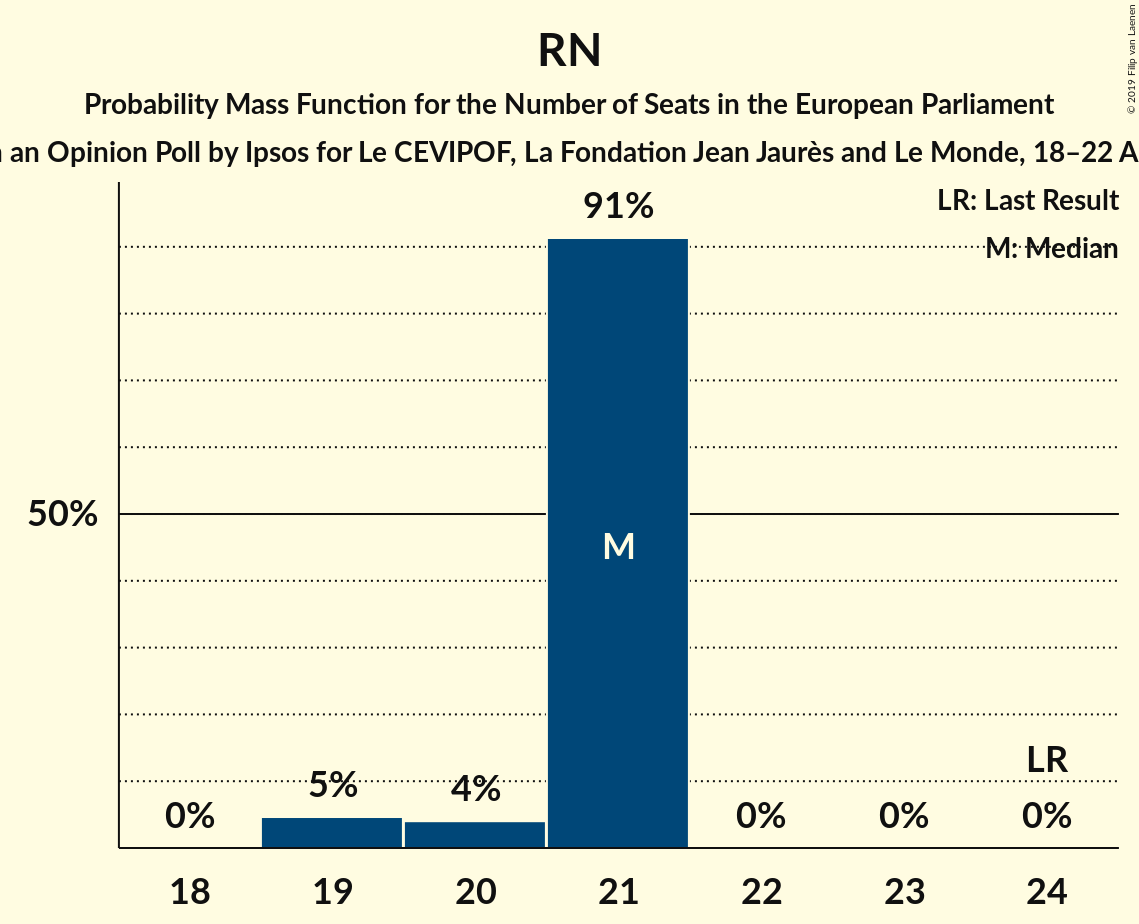 RN
Probability Mass Function for the Number of Seats in the European Parliament
an Opinion Poll by Ipsos for Le CEVIPOF, La Fondation Jean Jaurès and Le Monde, 18–22 A
© 2019 Filip van Laenen
LR: Last Result
M: Median
91%
50%
M
LR
0%
5%
4%
0%
0%
0%
18
19
20
21
22
23
24